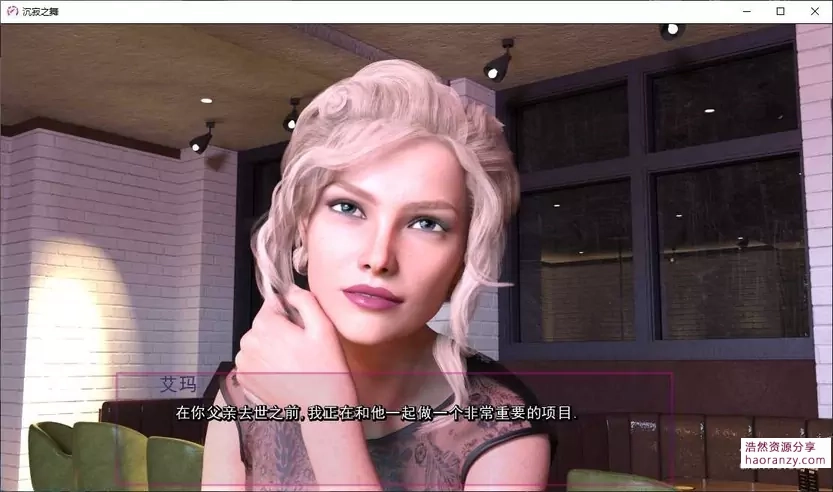 沉寂之舞
艾玛
在你父亲去世之前,我正在和他一起做一个非常重要的项目.
浩然资源分享
haoranzy.com